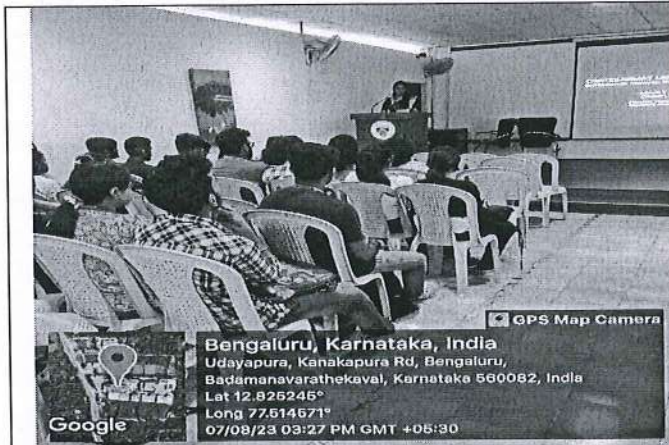 GPS Map Camera
Bengaluru, Karnataka, India
Udayapura, Kanakapura Rd, Bengaluru,
Badamanavarathekaval, Karnataka 560082, India
Lat 12.825245°
Long 77.514571°
07/08/23 03:27 PM GMT +05:30
Google